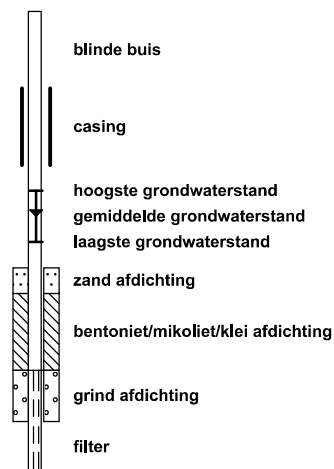 blinde buis
casing
hoogste grondwaterstand
gemiddelde grondwaterstand
laagste grondwaterstand
zand afdichting
bentoniet/mikoliet/klei afdichting
grind afdichting
filter